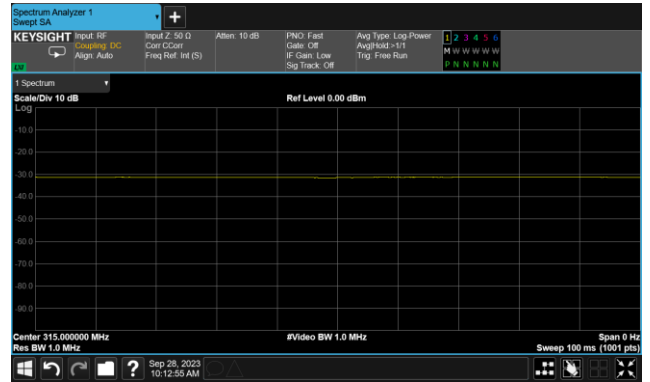 Spectrum Analyzer 1
Swept SA
+
KEYSIGHT Input: RF Input Z: 50 Ω Atten: 10 dB PNO: Fast Avg Type: Log-Power 1 2 3 4 5 6
Coupling: DC Corr CCorr Gate: Off Avg|Hold:>1/1 M W W W W W
Align: Auto Freq Ref: Int (S) IF Gain: Low Trig: Free Run P N N N N N
Sig Track: Off
1 Spectrum
Scale/Div 10 dB Ref Level 0.00 dBm
Log
-10.0
-20.0
-30.0
-40.0
-50.0
-60.0
-70.0
-80.0
-90.0
Center 315.000000 MHz #Video BW 1.0 MHz Span 0 Hz
Res BW 1.0 MHz Sweep 100 ms (1001 pts)
? Sep 28, 2023
10:12:55 AM